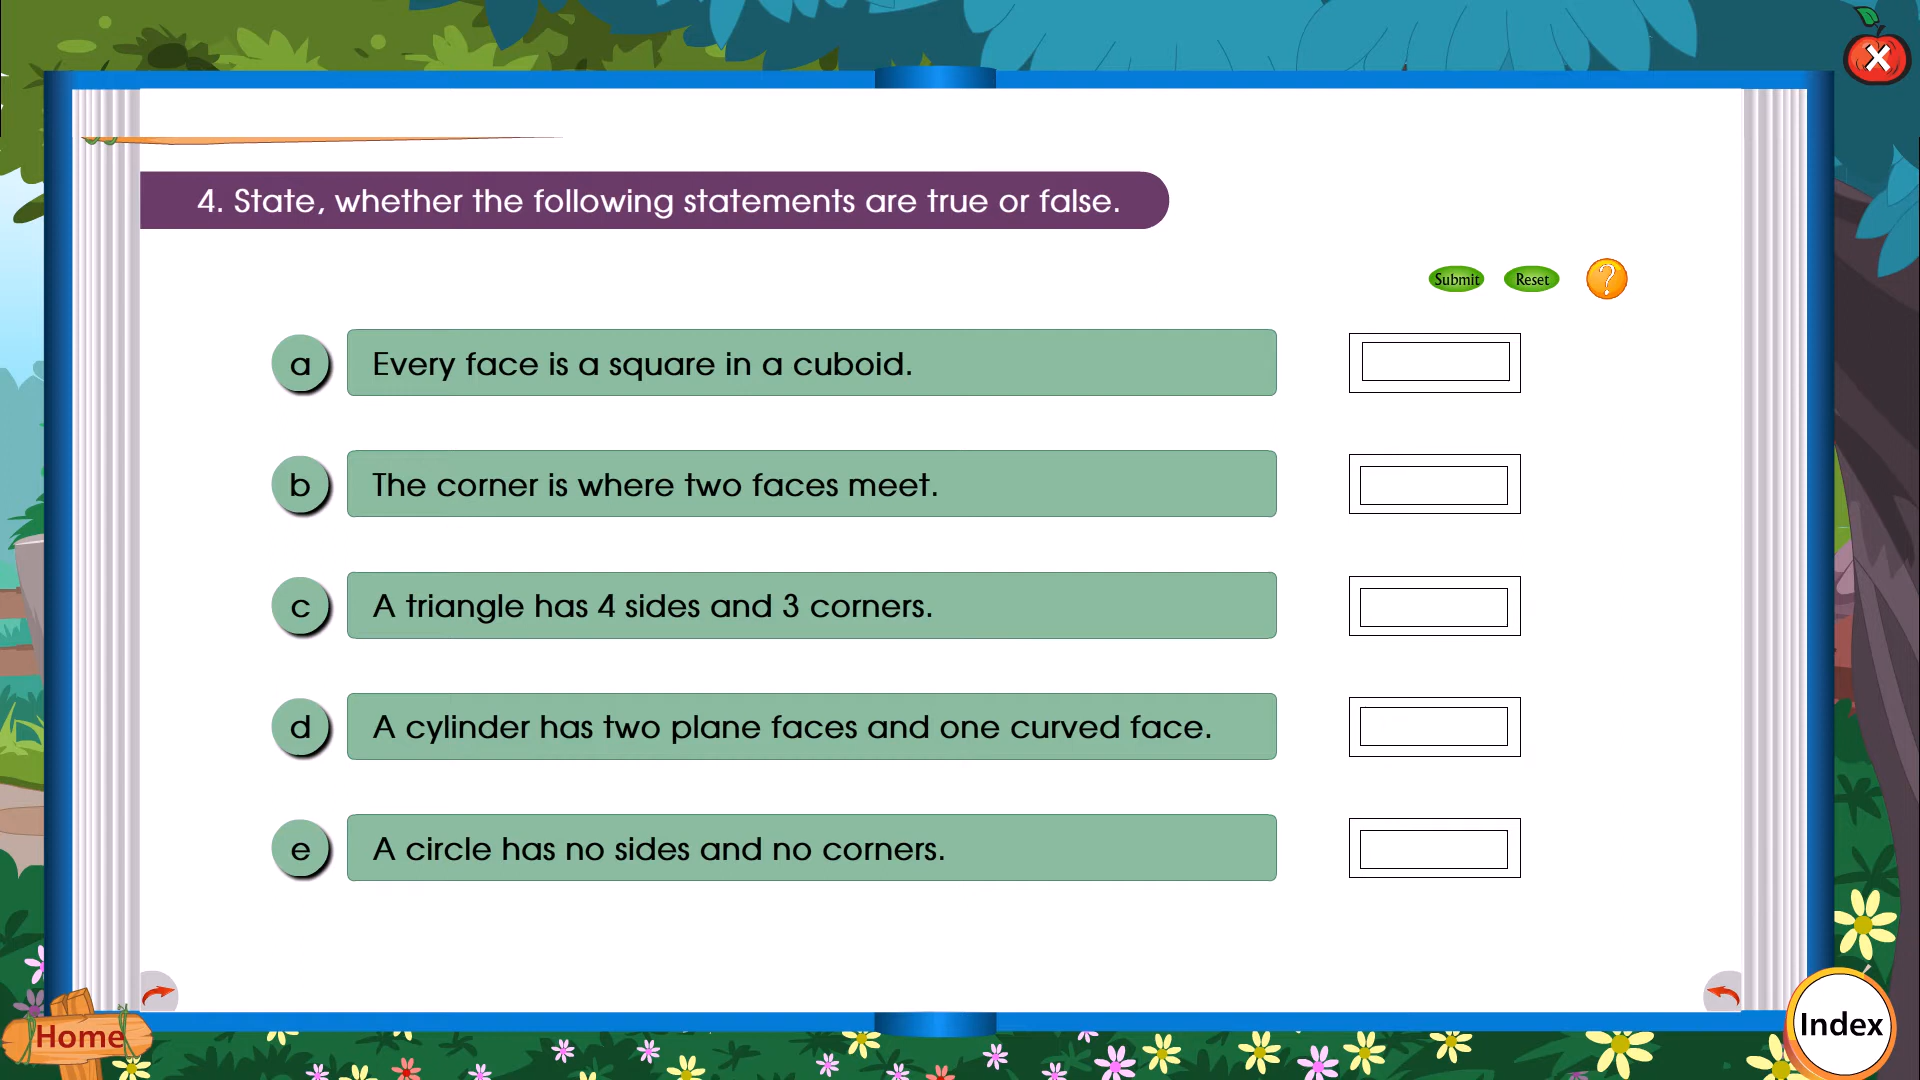 4. State, whether the following statements are true or false.
Submit Reset ?
a Every face is a square in a cuboid.
b The corner is where two faces meet.
c A triangle has 4 sides and 3 corners.
d A cylinder has two plane faces and one curved face.
e A circle has no sides and no corners.
Home
Index